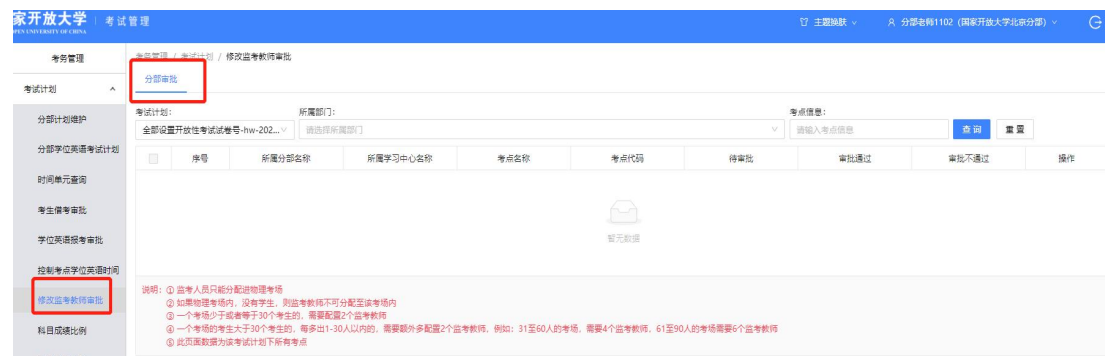 家开放大学 考试管理
OPEN UNIVERSITY OF CHINA
主题换肤
分部老师1102（国家开放大学北京分部）
考务管理
考务管理 / 考试计划 / 修改监考教师审批
考试计划
分部审批
分部计划维护
分部学位英语考试计划
时间单元查询
考生借考审批
学位英语报考审批
控制考点学位英语时间
修改监考教师审批
科目成绩比例
考试计划：
所属部门：
考点信息：
全部设置开放性考试试卷号-hw-202...
请选择所属部门
请输入考点信息
查询
重置
序号 所属分部名称 所属学习中心名称 考点名称 考点代码 待审批 审批通过 审批不通过 操作
暂无数据
说明：① 监考人员只能分配进物理考场
② 如果物理考场内，没有学生，则监考教师不可分配至该考场内
③ 一个考场少于或者等于30个考生的，需要配置2个监考教师
④ 一个考场的考生大于30个考生的，每多出1-30人以内的，需要额外多配置2个监考教师，例如：31至60人的考场，需要4个监考教师，61至90人的考场需要6个监考教师
⑤ 此页面数据为该考试计划下所有考点